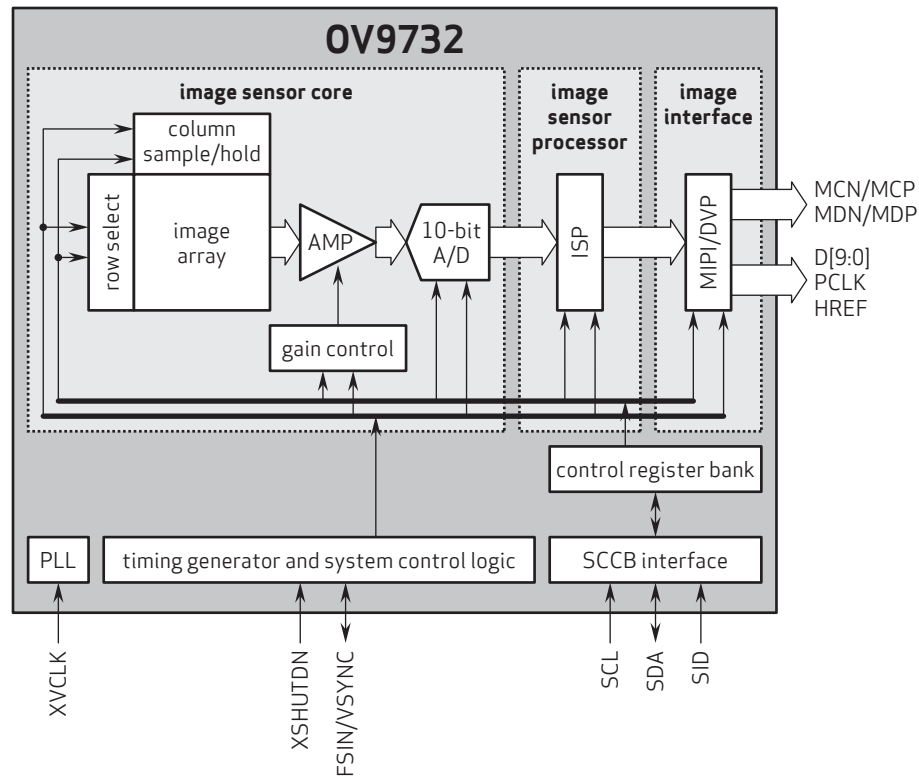 OV9732
image sensor core
image
sensor
processor
image
interface
column
sample/hold
row select
image
array
AMP
10-bit
A/D
ISP
MIPI/DVP
MCN/MCP
MDN/MDP
D[9:0]
PCLK
HREF
gain control
control register bank
PLL
timing generator and system control logic
SCCB interface
XVCLK
XSHUTDN
FSIN/VSYNC
SCL
SDA
SID